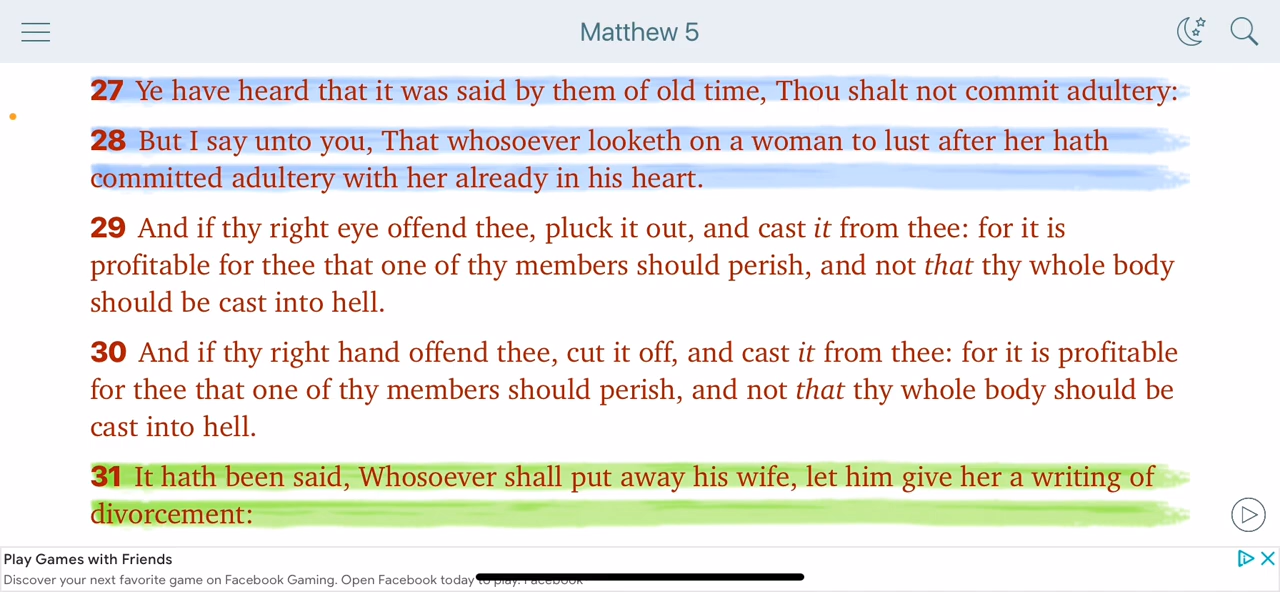 Matthew 5
27 Ye have heard that it was said by them of old time, Thou shalt not commit adultery:
28 But I say unto you, That whosoever looketh on a woman to lust after her hath
committed adultery with her already in his heart.
29 And if thy right eye offend thee, pluck it out, and cast it from thee: for it is
profitable for thee that one of thy members should perish, and not that thy whole body
should be cast into hell.
30 And if thy right hand offend thee, cut it off, and cast it from thee: for it is profitable
for thee that one of thy members should perish, and not that thy whole body should be
cast into hell.
31 It hath been said, Whosoever shall put away his wife, let him give her a writing of
divorcement:
Play Games with Friends
Discover your next favorite game on Facebook Gaming. Open Facebook today to play. Facebook